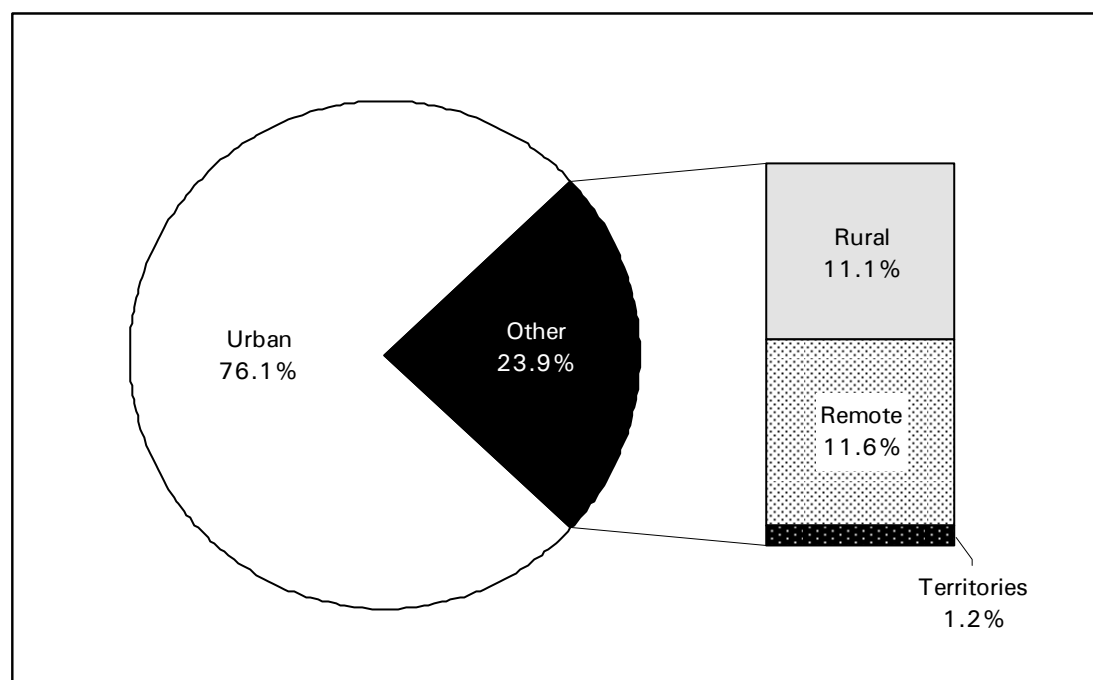 Urban
76.1%
Other
23.9%
Rural
11.1%
Remote
11.6%
Territories
1.2%